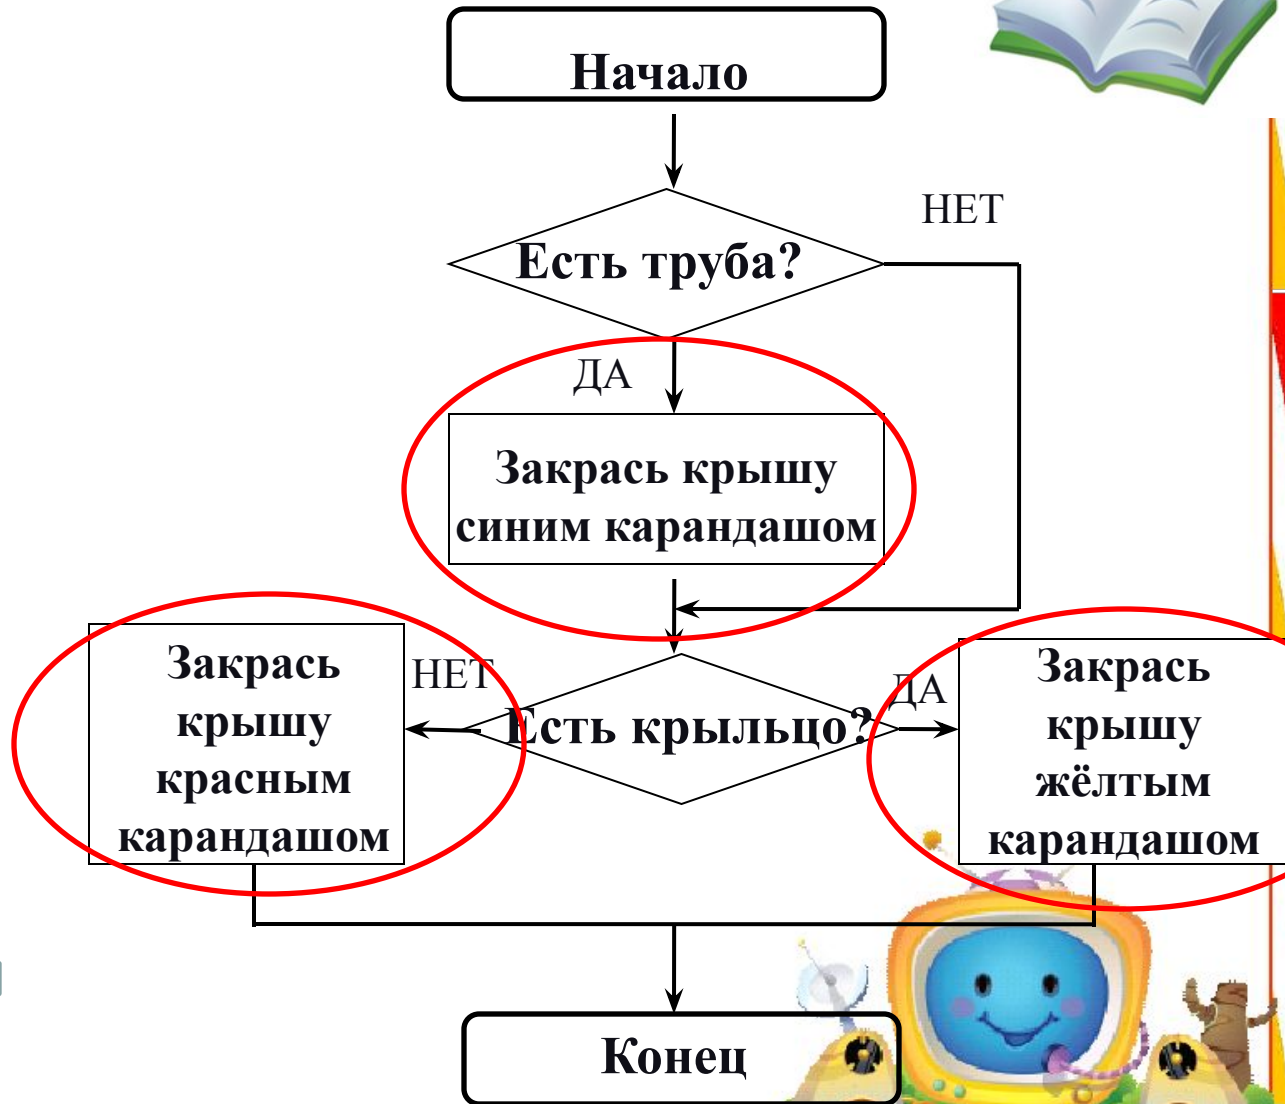 Начало
НЕТ
Есть труба?
ДА
Закрась крышу
синим карандашом
Закрась
крышу
красным
карандашом
НЕТ
Есть крыльцо?
ДА
Закрась
крышу
жёлтым
карандашом
Конец